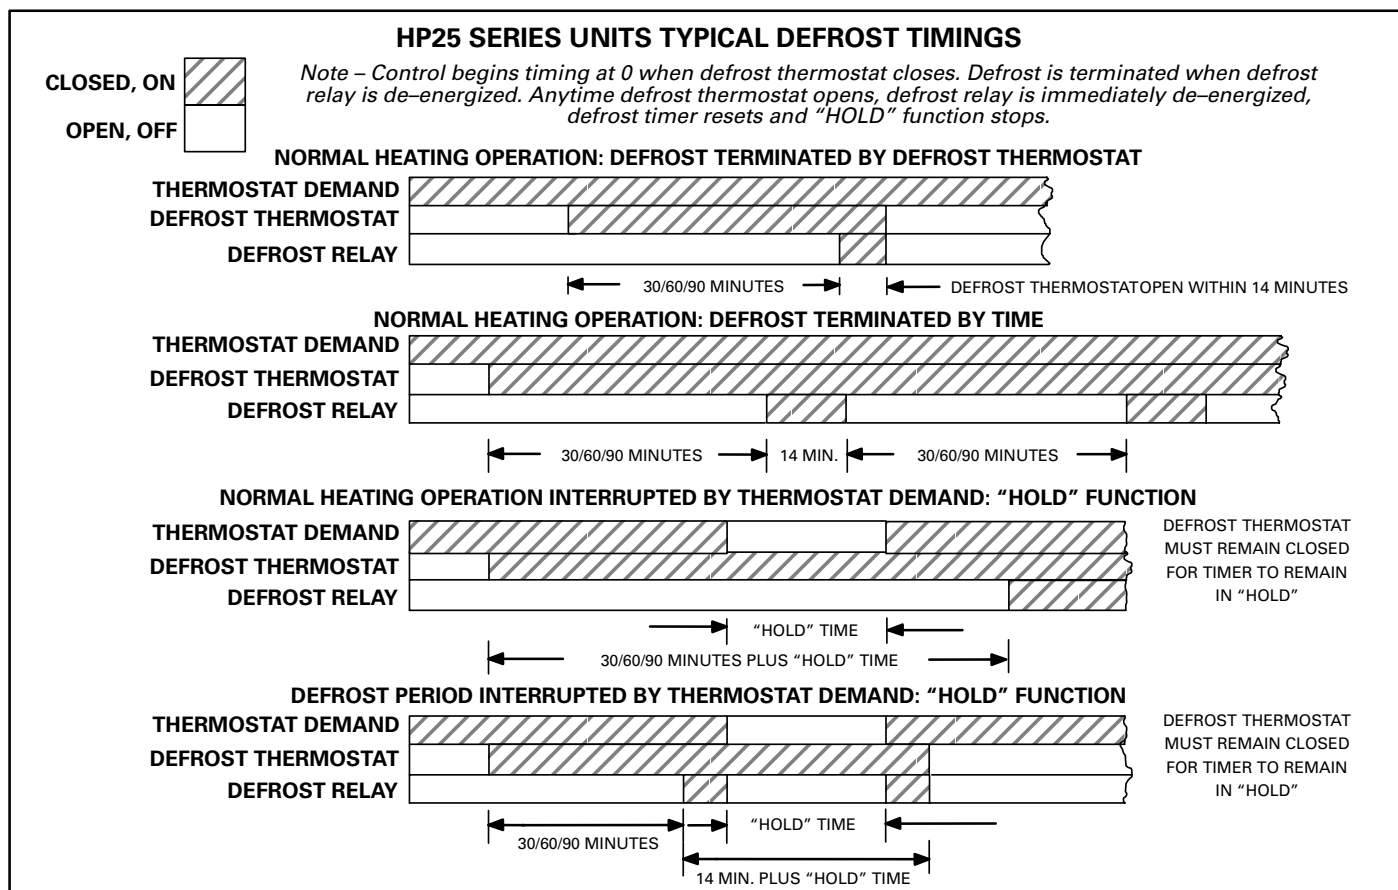 HP25 SERIES UNITS TYPICAL DEFROST TIMINGS
CLOSED, ON
OPEN, OFF
Note – Control begins timing at 0 when defrost thermostat closes. Defrost is terminated when defrost
relay is de–energized. Anytime defrost thermostat opens, defrost relay is immediately de–energized,
defrost timer resets and “HOLD” function stops.
NORMAL HEATING OPERATION: DEFROST TERMINATED BY DEFROST THERMOSTAT
THERMOSTAT DEMAND
DEFROST THERMOSTAT
DEFROST RELAY
30/60/90 MINUTES
DEFROST THERMOSTAT OPEN WITHIN 14 MINUTES
NORMAL HEATING OPERATION: DEFROST TERMINATED BY TIME
THERMOSTAT DEMAND
DEFROST THERMOSTAT
DEFROST RELAY
30/60/90 MINUTES
14 MIN.
30/60/90 MINUTES
NORMAL HEATING OPERATION INTERRUPTED BY THERMOSTAT DEMAND: “HOLD” FUNCTION
THERMOSTAT DEMAND
DEFROST THERMOSTAT
DEFROST RELAY
DEFROST THERMOSTAT
MUST REMAIN CLOSED
FOR TIMER TO REMAIN
IN “HOLD”
“HOLD” TIME
30/60/90 MINUTES PLUS “HOLD” TIME
DEFROST PERIOD INTERRUPTED BY THERMOSTAT DEMAND: “HOLD” FUNCTION
THERMOSTAT DEMAND
DEFROST THERMOSTAT
DEFROST RELAY
DEFROST THERMOSTAT
MUST REMAIN CLOSED
FOR TIMER TO REMAIN
IN “HOLD”
30/60/90 MINUTES
“HOLD” TIME
14 MIN. PLUS “HOLD” TIME